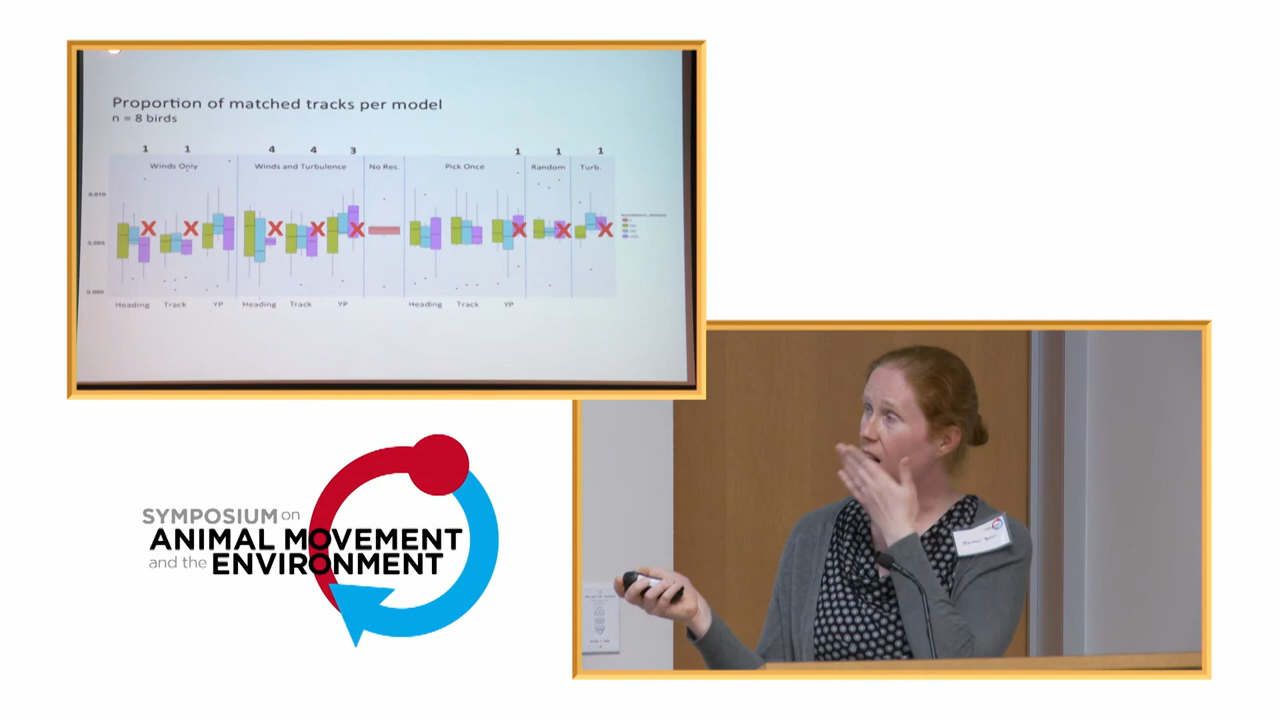 Proportion of matched tracks per model
n = 8 birds
1 1 4 4 3 1 1 1
Winds Only Winds and Turbulence No Res. Pick Once Random Turb.
0.010
0.005
0.000
X X X X X X X X
Heading Track YP Heading Track YP Heading Track YP
SYMPOSIUM on
ANIMAL MOVEMENT
and the ENVIRONMENT